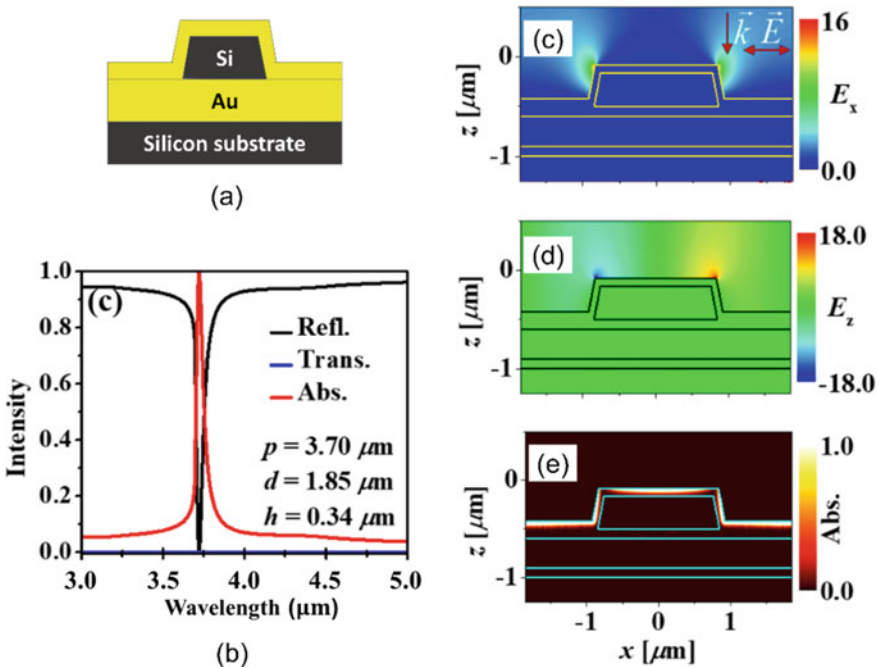 (a)
Si
Au
Silicon substrate
(a)
1.0
0.8
0.6
0.4
0.2
0.0
Intensity
(c)
Refl.
Trans.
Abs.
p = 3.70 μm
d = 1.85 μm
h = 0.34 μm
3.0 3.5 4.0 4.5 5.0
Wavelength (μm)
(b)
(c)
k⃗ E⃗
0
-1
z [μm]
16
E_x
0.0
(d)
0
-1
z [μm]
18.0
E_z
-18.0
(e)
0
-1
z [μm]
1.0
Abs.
0.0
-1 0 1
x [μm]